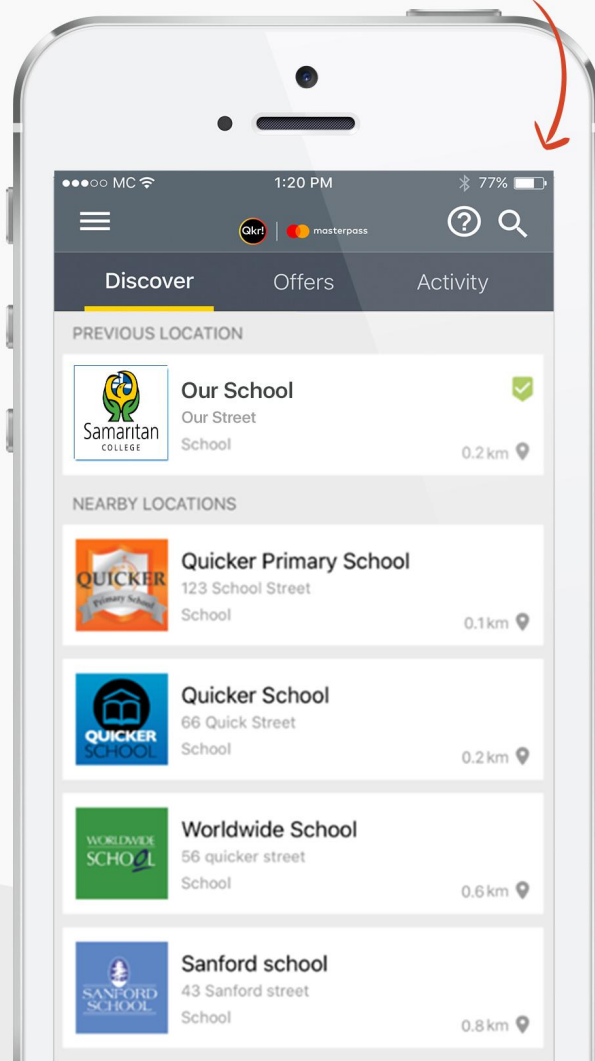 MC
1:20 PM
77%
Qkr!
masterpass
Discover
Offers
Activity
PREVIOUS LOCATION
Samaritan
COLLEGE
Our School
Our Street
School
0.2 km
NEARBY LOCATIONS
QUICKER
Primary School
Quicker Primary School
123 School Street
School
0.1 km
QUICKER
SCHOOL
Quicker School
66 Quick Street
School
0.2 km
WORLDWIDE
SCHOOL
Worldwide School
56 quicker street
School
0.6 km
SANFORD
SCHOOL
Sanford school
43 Sanford street
School
0.8 km